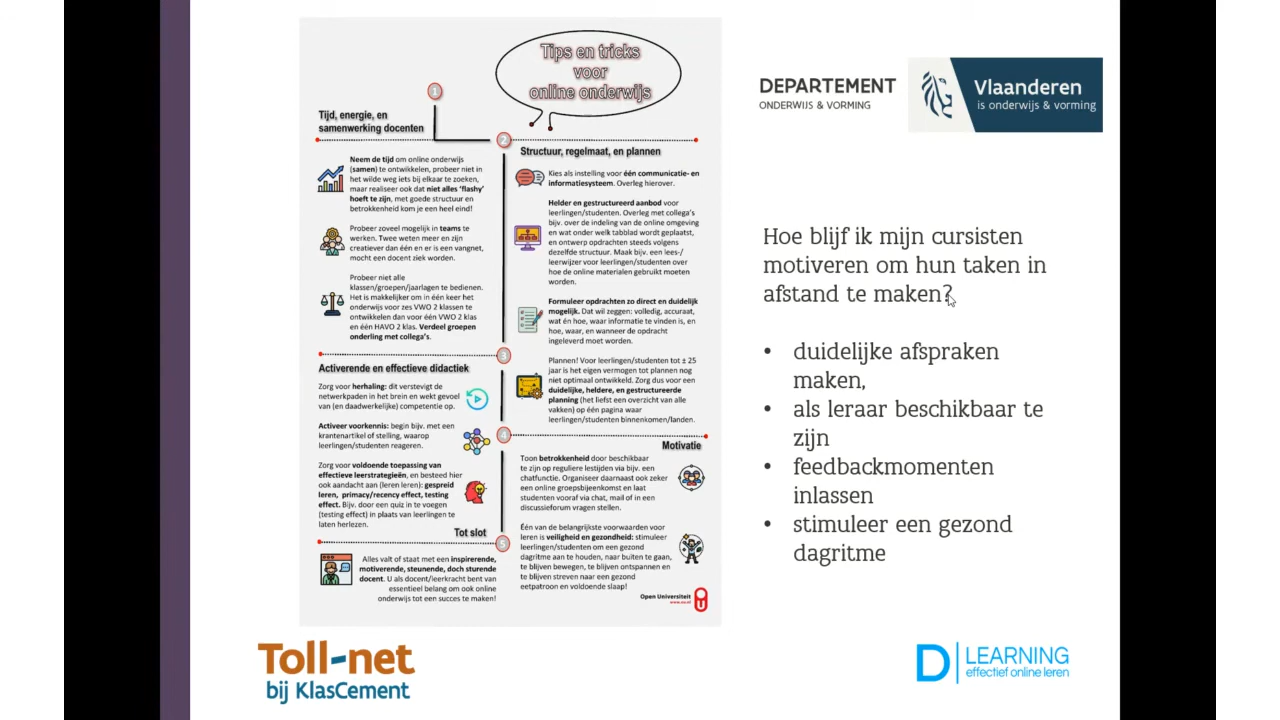 Tips en tricks
voor
online onderwijs
1
Tijd, energie, en
samenwerking docenten
Neem de tijd om online onderwijs
(samen) te ontwikkelen, probeer niet in
het wilde weg iets bij elkaar te zoeken,
maar realiseer ook dat niet alles 'flashy'
hoeft te zijn, met goede structuur en
betrokkenheid kom je een heel eind!
Probeer zoveel mogelijk in teams te
werken. Twee weten meer en zijn
creatiever dan één en er is een vangnet,
mocht een docent ziek worden.
Probeer niet alle
klassen/groepen/jaarlagen te bedienen.
Het is makkelijker om in één keer het
onderwijs voor zes VWO 2 klassen te
ontwikkelen dan voor één VWO 2 klas
en één HAVO 2 klas. Verdeel groepen
onderling met collega's.
2
Structuur, regelmaat, en plannen
Kies als instelling voor één communicatie- en
informatiesysteem. Overleg hierover.
Helder en gestructureerd aanbod voor
leerlingen/studenten. Overleg met collega's
bijv. over de indeling van de online omgeving
en wat onder welk tabblad wordt geplaatst,
en ontwerp opdrachten steeds volgens
dezelfde structuur. Maak bijv. een lees-/
leerwijzer voor leerlingen/studenten over
hoe de online materialen gebruikt moeten
worden.
Formuleer opdrachten zo direct en duidelijk
mogelijk. Dat wil zeggen: volledig, accuraat,
wat én hoe, waar informatie te vinden is, en
hoe, waar, en wanneer de opdracht
ingeleverd moet worden.
Plannen! Voor leerlingen/studenten tot ± 25
jaar is het eigen vermogen tot plannen nog
niet optimaal ontwikkeld. Zorg dus voor een
duidelijke, heldere, en gestructureerde
planning (het liefst een overzicht van alle
vakken) op één pagina waar
leerlingen/studenten binnenkomen/landen.
3
Activerende en effectieve didactiek
Zorg voor herhaling: dit verstevigt de
netwerkpaden in het brein en wekt gevoel
van (en daadwerkelijke) competentie op.
Activeer voorkennis: begin bijv. met een
krantenartikel of stelling, waarop
leerlingen/studenten reageren.
Zorg voor voldoende toepassing van
effectieve leerstrategieën, en besteed hier
ook aandacht aan (leren leren): gespreid
leren, primacy/recency effect, testing
effect. Bijv. door een quiz in te voegen
(testing effect) in plaats van leerlingen te
laten herlezen.
4
Motivatie
Toon betrokkenheid door beschikbaar
te zijn op reguliere lestijden via bijv. een
chatfunctie. Organiseer daarnaast ook zeker
een online groepsbijeenkomst en laat
studenten vooraf via chat, mail of in een
discussieforum vragen stellen.
Één van de belangrijkste voorwaarden voor
leren is veiligheid en gezondheid: stimuleer
leerlingen/studenten om een gezond
dagritme aan te houden, naar buiten te gaan,
te blijven bewegen, te blijven ontspannen en
te blijven streven naar een gezond
eetpatroon en voldoende slaap!
Tot slot
5
Alles valt of staat met een inspirerende,
motiverende, steunende, doch sturende
docent. U als docent/leerkracht bent van
essentieel belang om ook online
onderwijs tot een succes te maken!
Open Universiteit
www.ou.nl
DEPARTEMENT
ONDERWIJS & VORMING
Vlaanderen
is onderwijs & vorming
Hoe blijf ik mijn cursisten
motiveren om hun taken in
afstand te maken?
• duidelijke afspraken
maken,
• als leraar beschikbaar te
zijn
• feedbackmomenten
inlassen
• stimuleer een gezond
dagritme
Toll-net
bij KlasCement
D LEARNING
effectief online leren